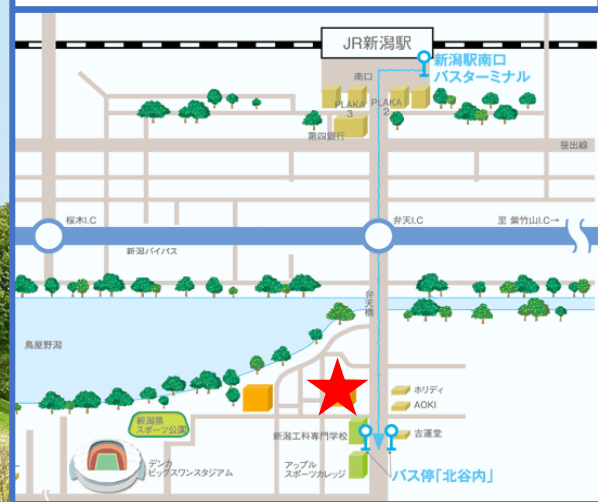 JR新潟駅
新潟駅南口
バスターミナル
南口
PLAKA
3
PLAKA
2
第四銀行
笹出線
桜木I.C
弁天I.C
至 紫竹山I.C→
新潟バイパス
弁天橋
鳥屋野潟
ホリディ
AOKI
吉運堂
新潟県
スポーツ公園
新潟工科専門学校
デンカ
ビッグスワンスタジアム
アップル
スポーツカレッジ
バス停「北谷内」